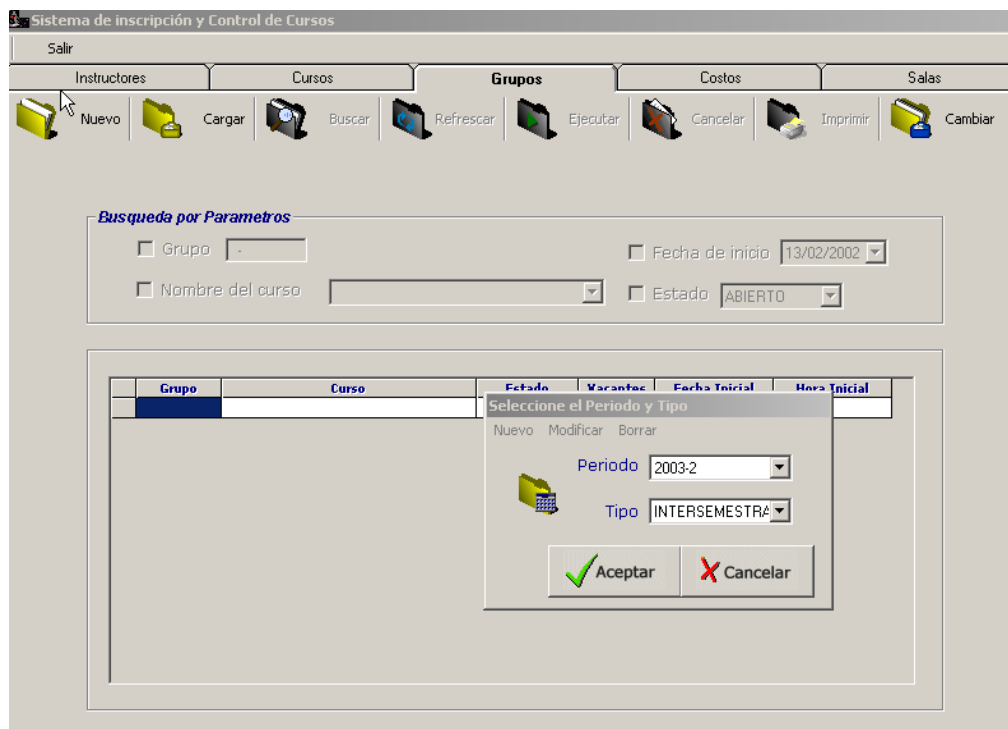 Sistema de inscripción y Control de Cursos
Salir
Instructores Cursos Grupos Costos Salas
Nuevo Cargar Buscar Refrescar Ejecutar Cancelar Imprimir Cambiar
Busqueda por Parametros
Grupo - Fecha de inicio 13/02/2002
Nombre del curso Estado ABIERTO
Grupo Curso Estado Vacantes Fecha Inicial Hora Inicial
Seleccione el Periodo y Tipo
Nuevo Modificar Borrar
Periodo 2003-2
Tipo INTERSEMESTRA
Aceptar Cancelar